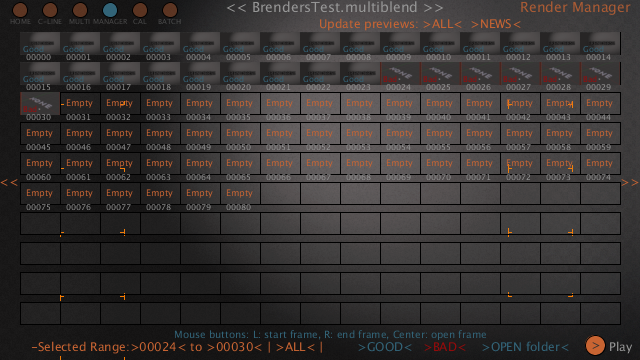 << BrendersTest.multiblend >>
Render Manager
HOME C-LINE MULTI MANAGER CAL BATCH
Update previews: >ALL< >NEWS<
Good Good Good Good Good Good Good Good Good Good Good Good Good Good Good
00000 00001 00002 00003 00004 00005 00006 00007 00008 00009 00010 00011 00012 00013 00014
Good Good Good Good Good Good Good Good Good
00015 00016 00017 00018 00019 00020 00021 00022 00023 00024 00025 00026 00027 00028 00029
Empty Empty Empty Empty Empty Empty Empty Empty Empty Empty Empty Empty Empty Empty
00030 00031 00032 00033 00034 00035 00036 00037 00038 00039 00040 00041 00042 00043 00044
Empty Empty Empty Empty Empty Empty Empty Empty Empty Empty Empty Empty Empty Empty Empty
00045 00046 00047 00048 00049 00050 00051 00052 00053 00054 00055 00056 00057 00058 00059
Empty Empty Empty Empty Empty Empty Empty Empty Empty Empty Empty Empty Empty Empty Empty
00060 00061 00062 00063 00064 00065 00066 00067 00068 00069 00070 00071 00072 00073 00074
<< >>
Empty Empty Empty Empty Empty Empty
00075 00076 00077 00078 00079 00080
Mouse buttons: L: start frame, R: end frame, Center: open frame
-Selected Range:>00024< to >00030< | >ALL< | >GOOD< >BAD< >OPEN folder< > Play